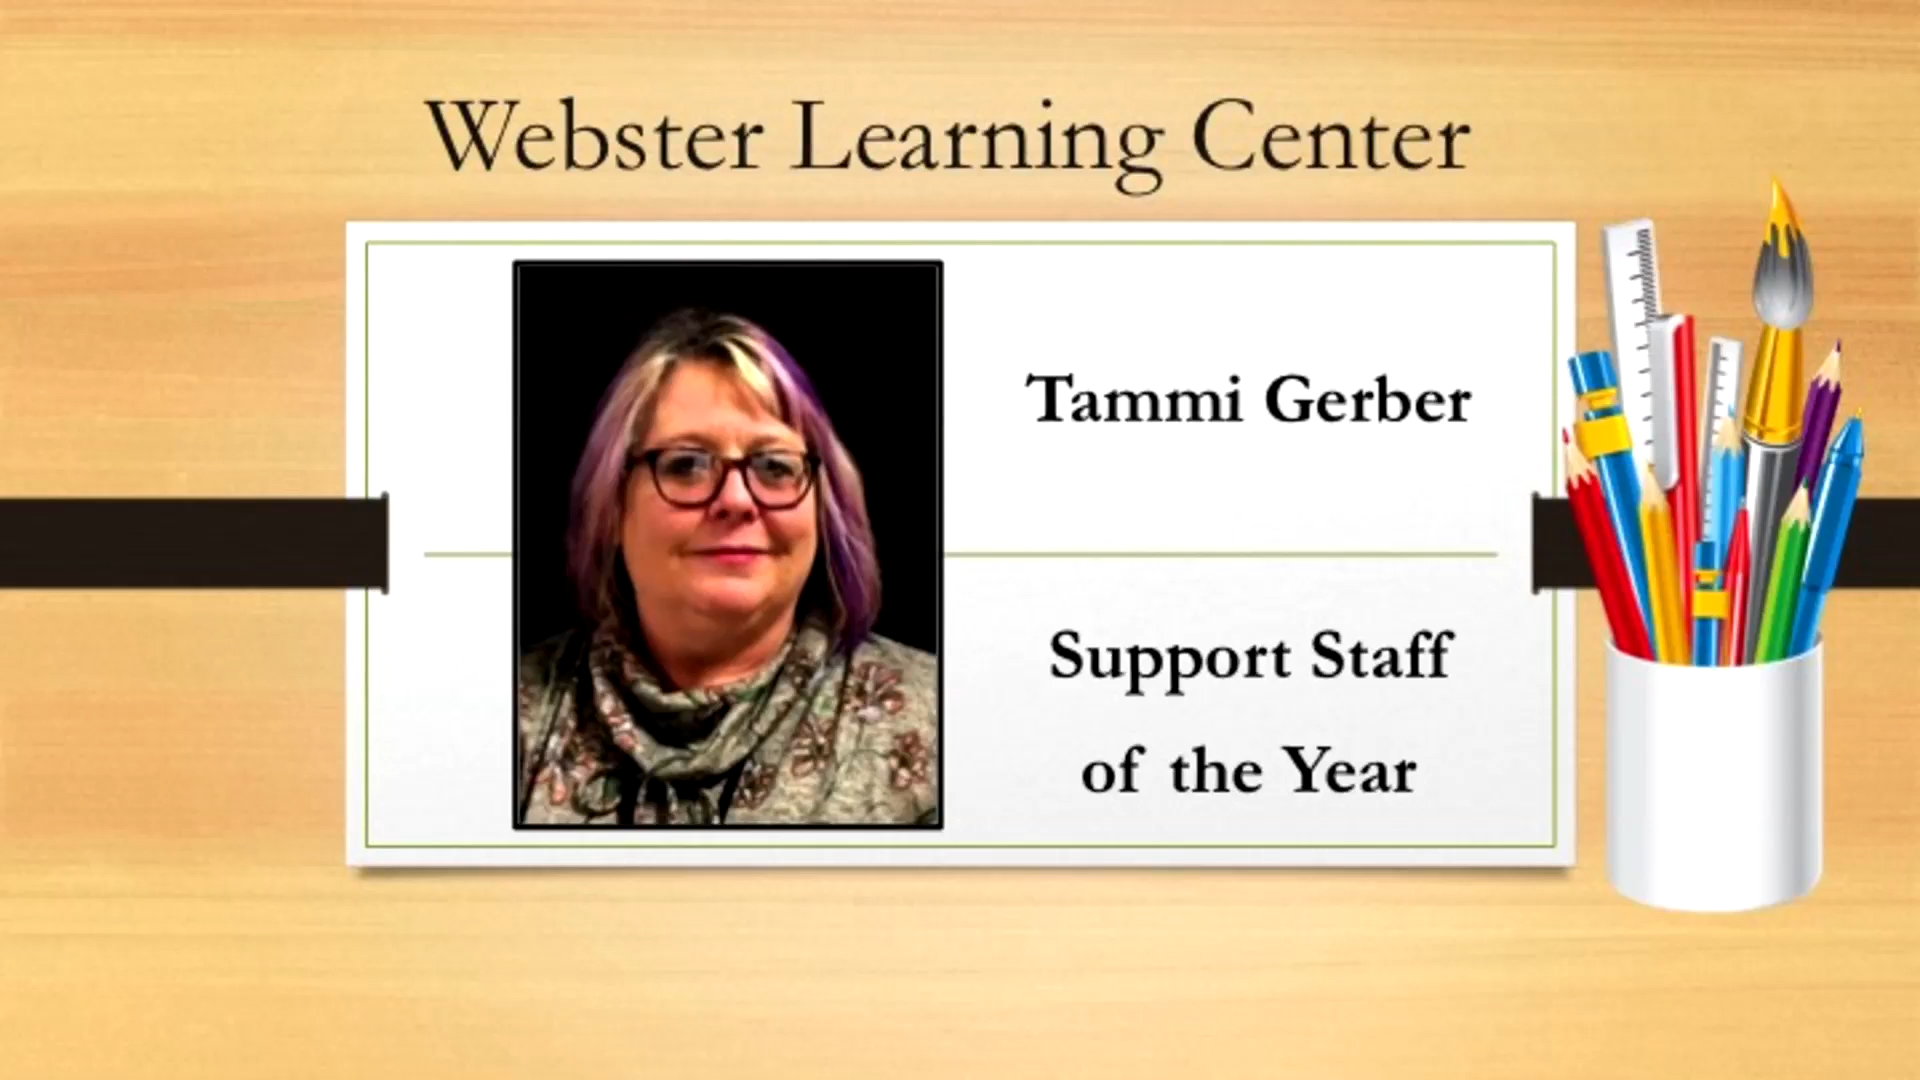 Webster Learning Center
Tammi Gerber
Support Staff
of the Year